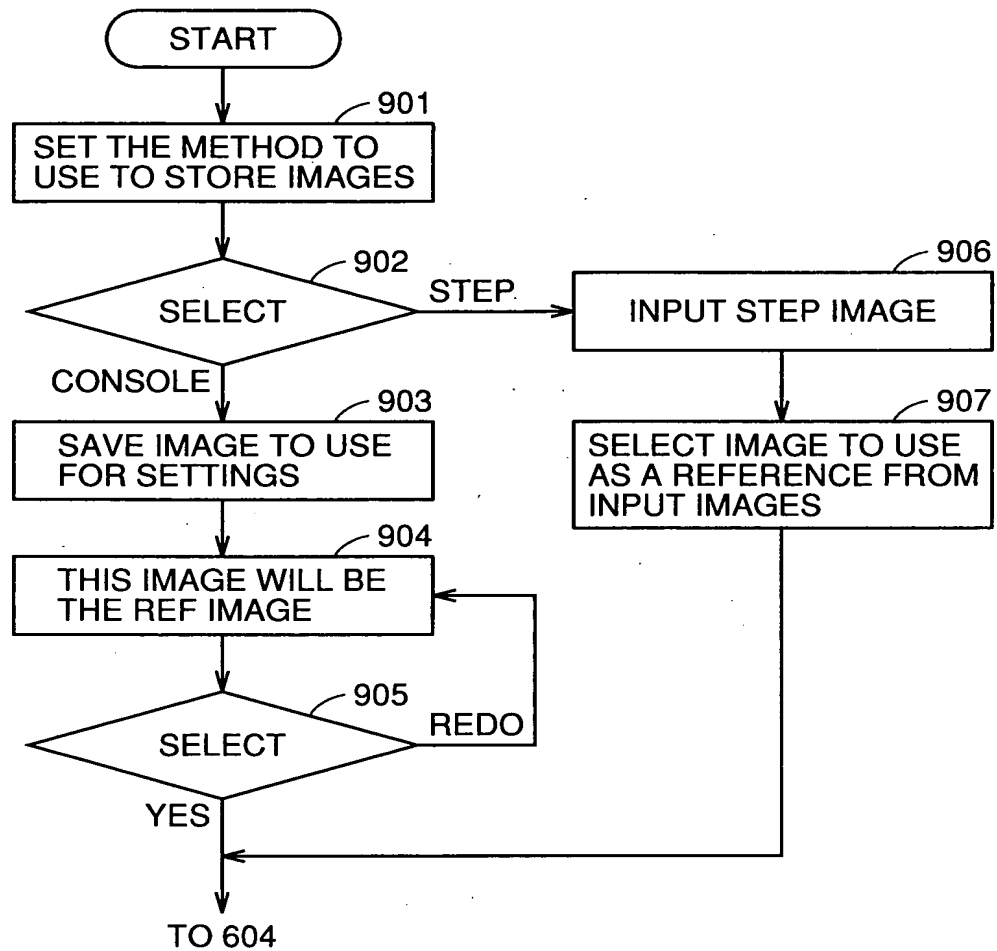 START
901
SET THE METHOD TO
USE TO STORE IMAGES
902
SELECT
STEP
906
INPUT STEP IMAGE
CONSOLE
903
SAVE IMAGE TO USE
FOR SETTINGS
907
SELECT IMAGE TO USE
AS A REFERENCE FROM
INPUT IMAGES
904
THIS IMAGE WILL BE
THE REF IMAGE
905
SELECT
REDO
YES
TO 604